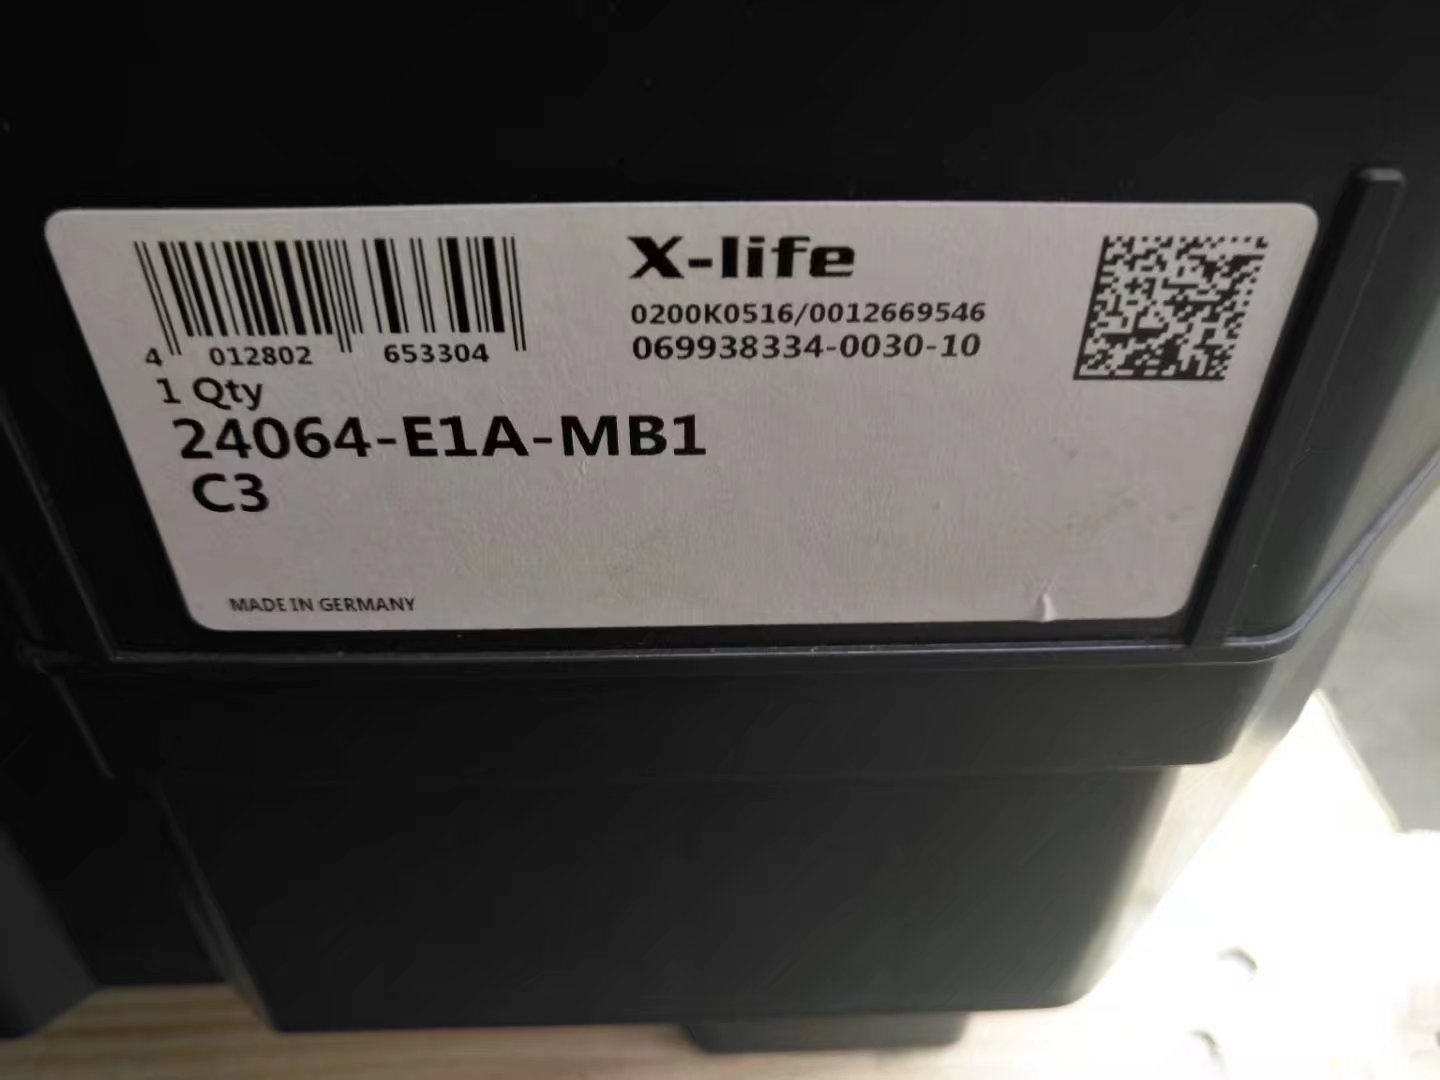 X-life
0200K0516/0012669546
069938334-0030-10
4 012802 653304
1 Qty
24064-E1A-MB1
C3
MADE IN GERMANY